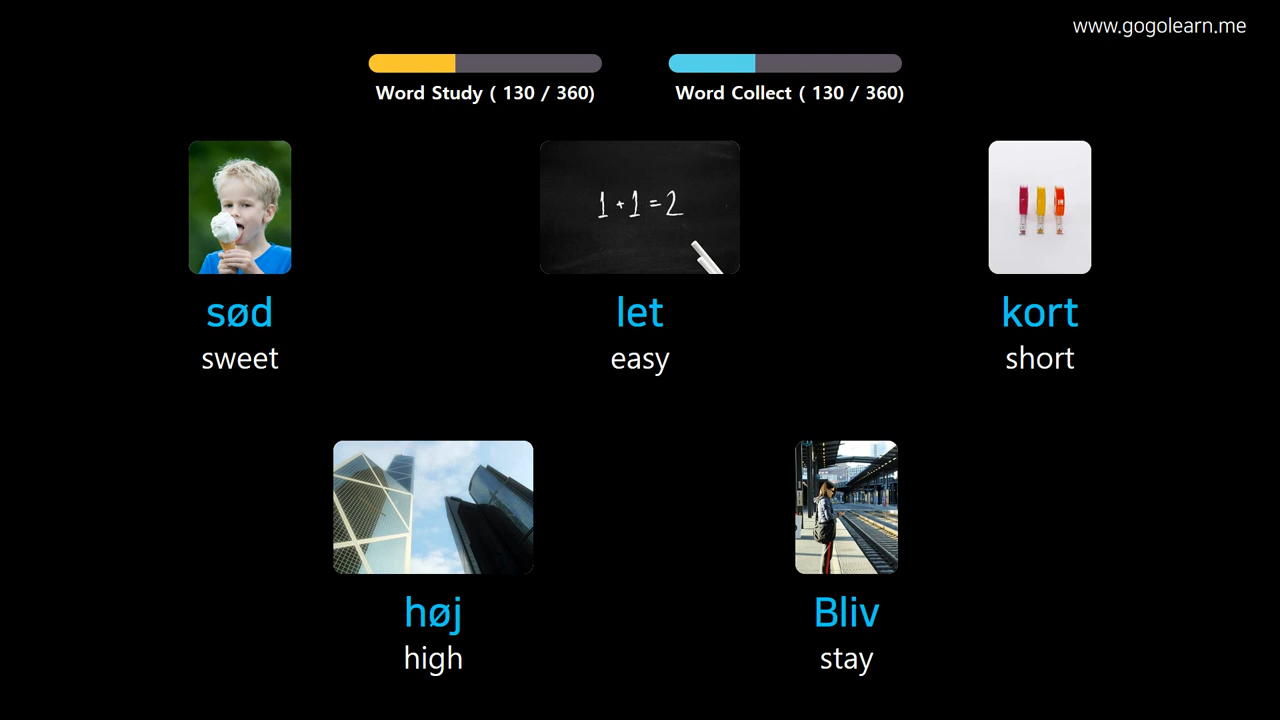 www.gogolearn.me
Word Study ( 130 / 360)
Word Collect ( 130 / 360)
1 + 1 = 2
sød
sweet
let
easy
kort
short
høj
high
Bliv
stay